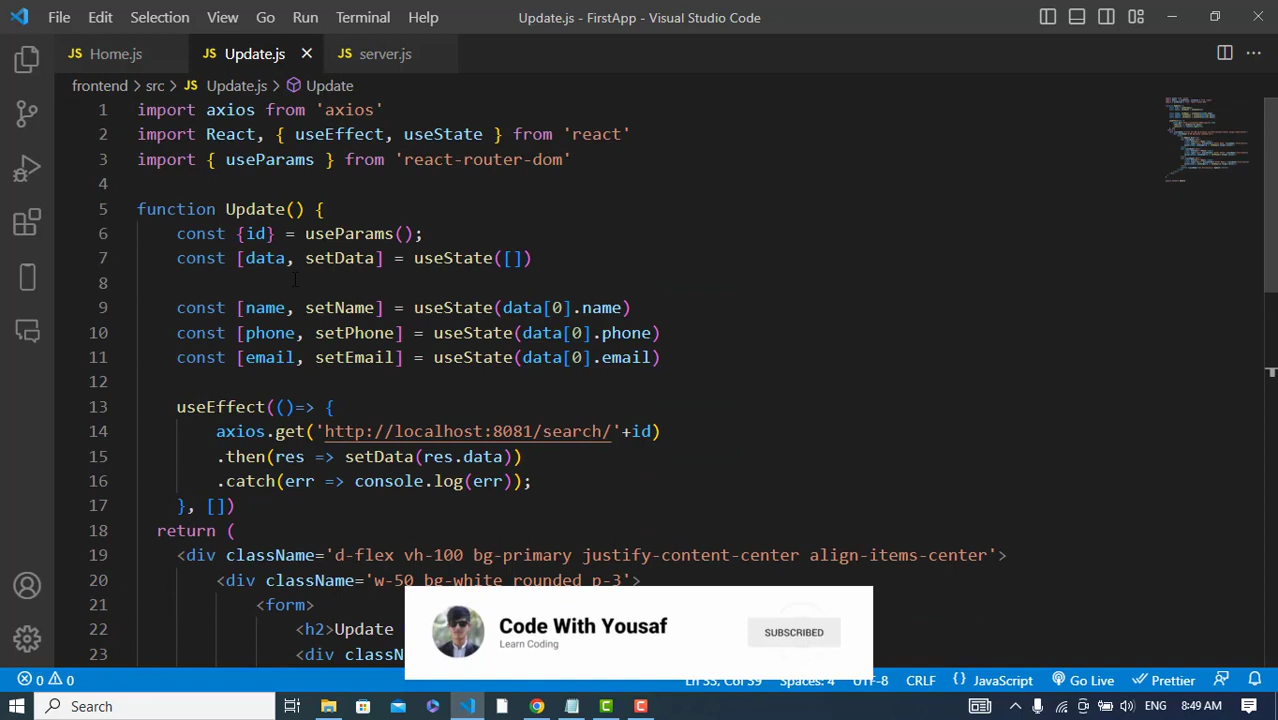 File Edit Selection View Go Run Terminal Help Update.js - FirstApp - Visual Studio Code
JS Home.js JS Update.js JS server.js
frontend > src > JS Update.js > Update
1 import axios from 'axios'
2 import React, { useEffect, useState } from 'react'
3 import { useParams } from 'react-router-dom'
4
5 function Update() {
6 const {id} = useParams();
7 const [data, setData] = useState([])
8
9 const [name, setName] = useState(data[0].name)
10 const [phone, setPhone] = useState(data[0].phone)
11 const [email, setEmail] = useState(data[0].email)
12
13 useEffect(()=> {
14 axios.get('http://localhost:8081/search/'+id)
15 .then(res => setData(res.data))
16 .catch(err => console.log(err));
17 }, [])
18 return (
19 <div className='d-flex vh-100 bg-primary justify-content-center align-items-center'>
20 <div className='w-50 bg-white rounded p-3'>
21 <form>
22 <h2>Update
23 <div classN
Code With Yousaf
Learn Coding
SUBSCRIBED
0 0 Spaces: 4 UTF-8 CRLF {} JavaScript Go Live Prettier
Search ENG 8:49 AM